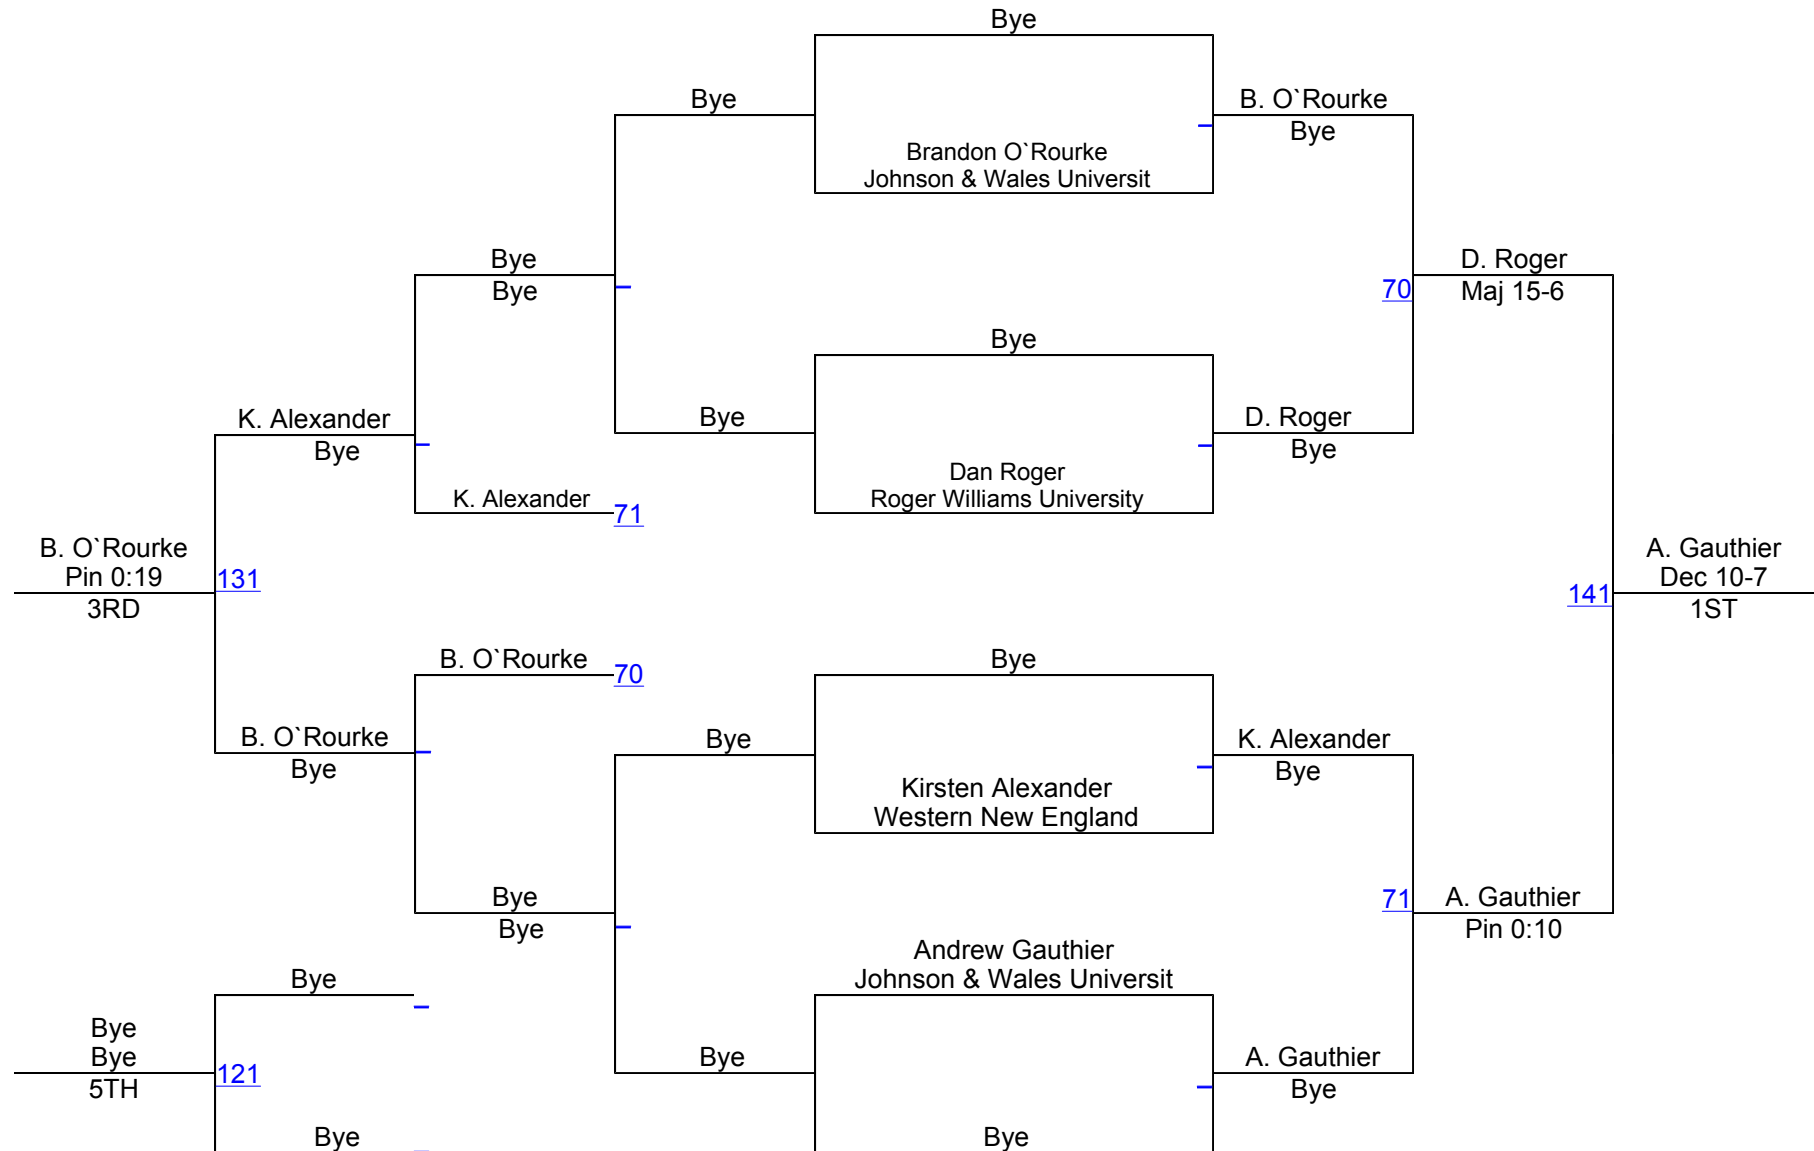 Bye
Bye
B. O`Rourke
Bye
Brandon O`Rourke
Johnson & Wales Universit
Bye
Bye
D. Roger
70
Maj 15-6
Bye
K. Alexander
Bye
Bye
D. Roger
Bye
Dan Roger
Roger Williams University
K. Alexander
71
B. O`Rourke
Pin 0:19
131
3RD
A. Gauthier
Dec 10-7
141
1ST
B. O`Rourke
70
Bye
B. O`Rourke
Bye
Bye
K. Alexander
Bye
Kirsten Alexander
Western New England
Bye
Bye
71
A. Gauthier
Pin 0:10
Andrew Gauthier
Johnson & Wales Universit
Bye
Bye
Bye
121
5TH
Bye
A. Gauthier
Bye
Bye
Bye